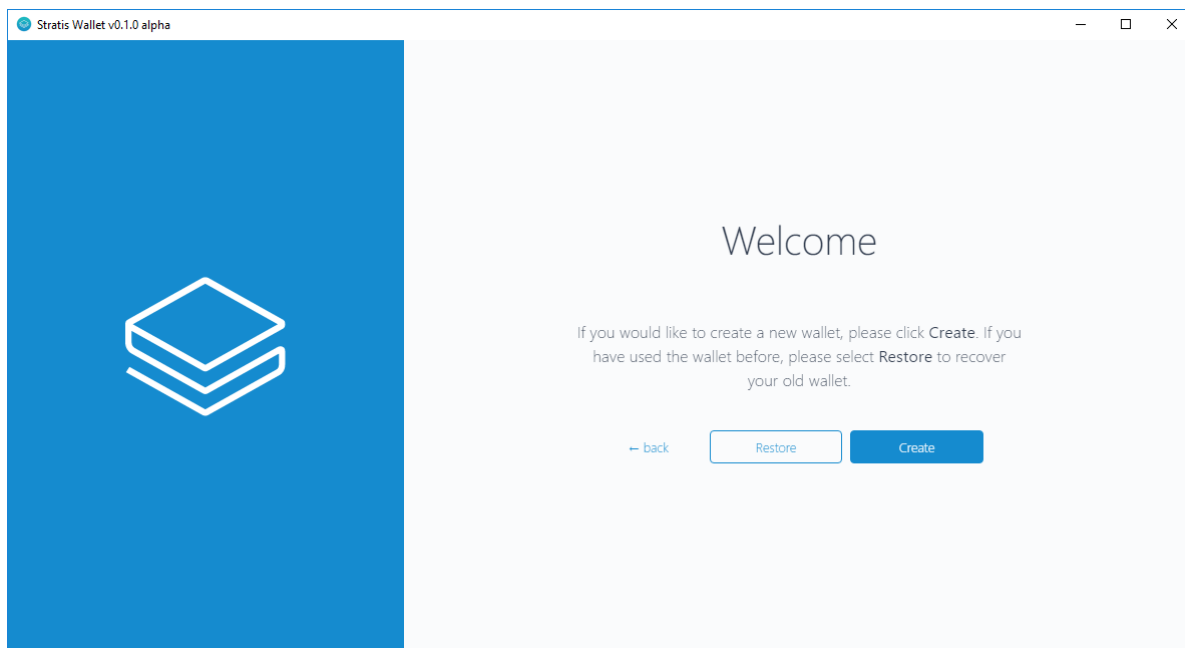 Stratis Wallet v0.1.0 alpha
Welcome
If you would like to create a new wallet, please click Create. If you
have used the wallet before, please select Restore to recover
your old wallet.
← back
Restore
Create